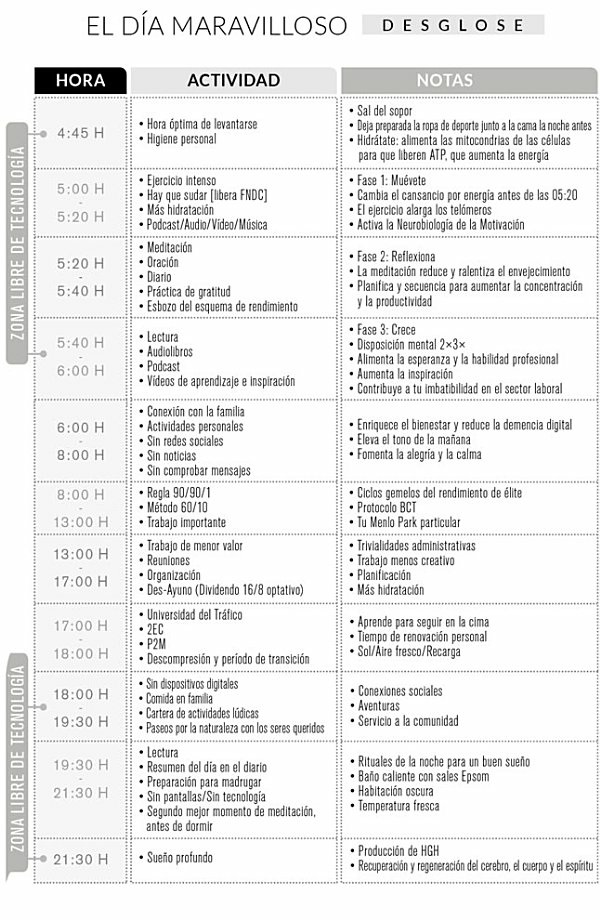 EL DÍA MARAVILLOSO DESGLOSE
HORA ACTIVIDAD NOTAS
ZONA LIBRE DE TECNOLOGÍA
4:45 H
• Hora óptima de levantarse
• Higiene personal
• Sal del sopor
• Deja preparada la ropa de deporte junto a la cama la noche antes
• Hidrátate: alimenta las mitocondrias de las células
para que liberen ATP, que aumenta la energía
5:00 H
-
5:20 H
• Ejercicio intenso
• Hay que sudar [libera FNDC]
• Más hidratación
• Podcast/Audio/Vídeo/Música
• Fase 1: Muévete
• Cambia el cansancio por energía antes de las 05:20
• El ejercicio alarga los telómeros
• Activa la Neurobiología de la Motivación
5:20 H
-
5:40 H
• Meditación
• Oración
• Diario
• Práctica de gratitud
• Esbozo del esquema de rendimiento
• Fase 2: Reflexiona
• La meditación reduce y ralentiza el envejecimiento
• Planifica y secuencia para aumentar la concentración
y la productividad
5:40 H
-
6:00 H
• Lectura
• Audiolibros
• Podcast
• Vídeos de aprendizaje e inspiración
• Fase 3: Crece
• Disposición mental 2×3×
• Alimenta la esperanza y la habilidad profesional
• Aumenta la inspiración
• Contribuye a tu imbatibilidad en el sector laboral
6:00 H
-
8:00 H
• Conexión con la familia
• Actividades personales
• Sin redes sociales
• Sin noticias
• Sin comprobar mensajes
• Enriquece el bienestar y reduce la demencia digital
• Eleva el tono de la mañana
• Fomenta la alegría y la calma
8:00 H
-
13:00 H
• Regla 90/90/1
• Método 60/10
• Trabajo importante
• Ciclos gemelos del rendimiento de élite
• Protocolo BCT
• Tu Menlo Park particular
13:00 H
-
17:00 H
• Trabajo de menor valor
• Reuniones
• Organización
• Des-Ayuno (Dividendo 16/8 optativo)
• Trivialidades administrativas
• Trabajo menos creativo
• Planificación
• Más hidratación
17:00 H
-
18:00 H
• Universidad del Tráfico
• 2EC
• P2M
• Descompresión y período de transición
• Aprende para seguir en la cima
• Tiempo de renovación personal
• Sol/Aire fresco/Recarga
ZONA LIBRE DE TECNOLOGÍA
18:00 H
-
19:30 H
• Sin dispositivos digitales
• Comida en familia
• Cartera de actividades lúdicas
• Paseos por la naturaleza con los seres queridos
• Conexiones sociales
• Aventuras
• Servicio a la comunidad
19:30 H
-
21:30 H
• Lectura
• Resumen del día en el diario
• Preparación para madrugar
• Sin pantallas/Sin tecnología
• Segundo mejor momento de meditación,
antes de dormir
• Rituales de la noche para un buen sueño
• Baño caliente con sales Epsom
• Habitación oscura
• Temperatura fresca
21:30 H
• Sueño profundo
• Producción de HGH
• Recuperación y regeneración del cerebro, el cuerpo y el espíritu